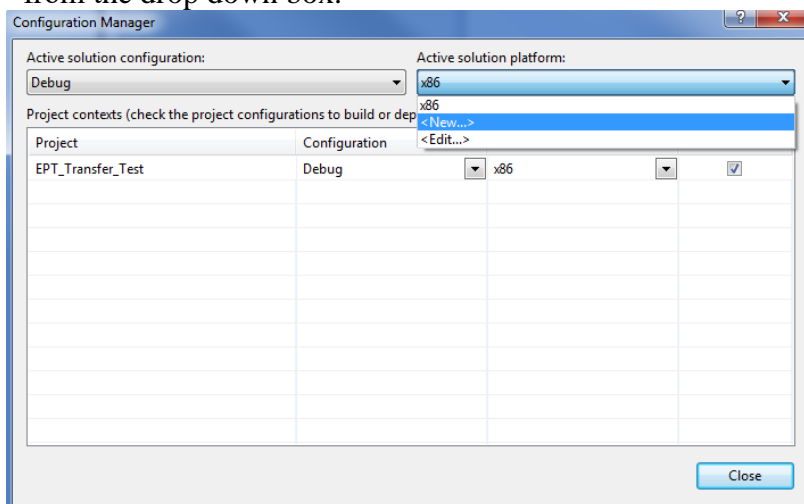 from the drop down box.
Configuration Manager
Active solution configuration: Active solution platform:
Debug x86
x86
Project contexts (check the project configurations to build or dep
<New...>
<Edit...>
Project Configuration
EPT_Transfer_Test Debug x86
Close